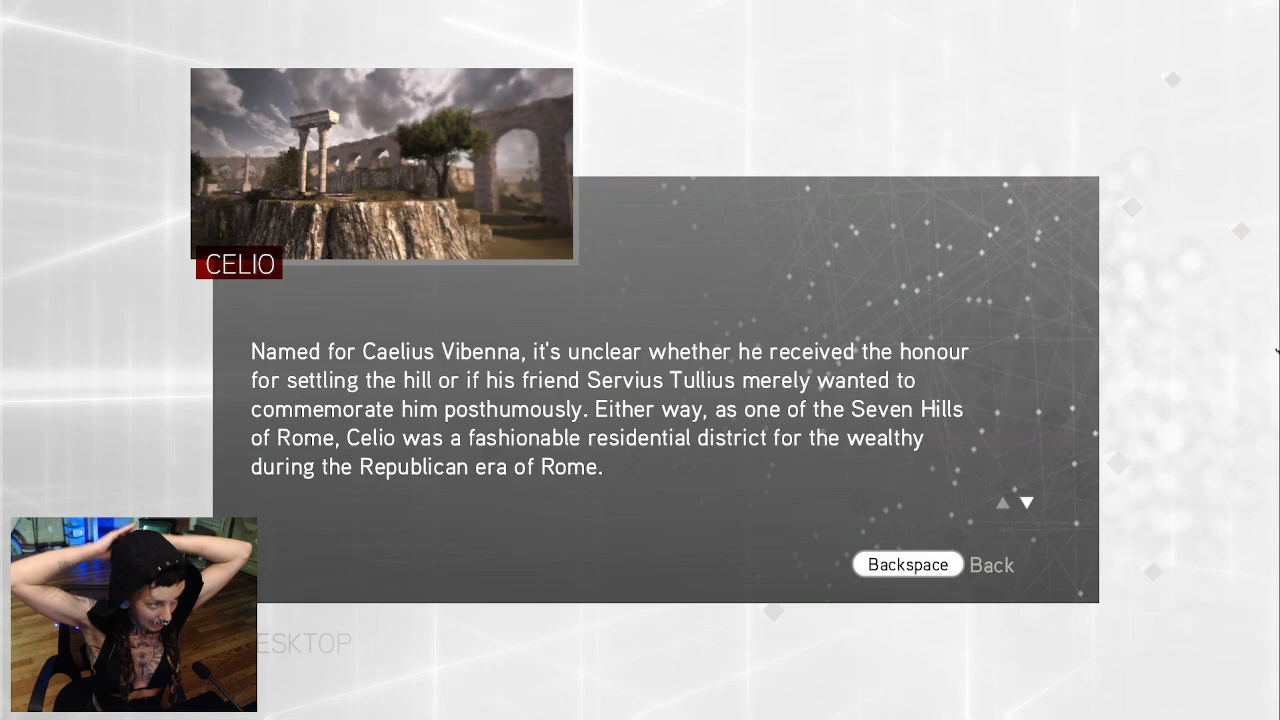 CELIO
Named for Caelius Vibenna, it's unclear whether he received the honour
for settling the hill or if his friend Servius Tullius merely wanted to
commemorate him posthumously. Either way, as one of the Seven Hills
of Rome, Celio was a fashionable residential district for the wealthy
during the Republican era of Rome.
Backspace Back
ESKTOP